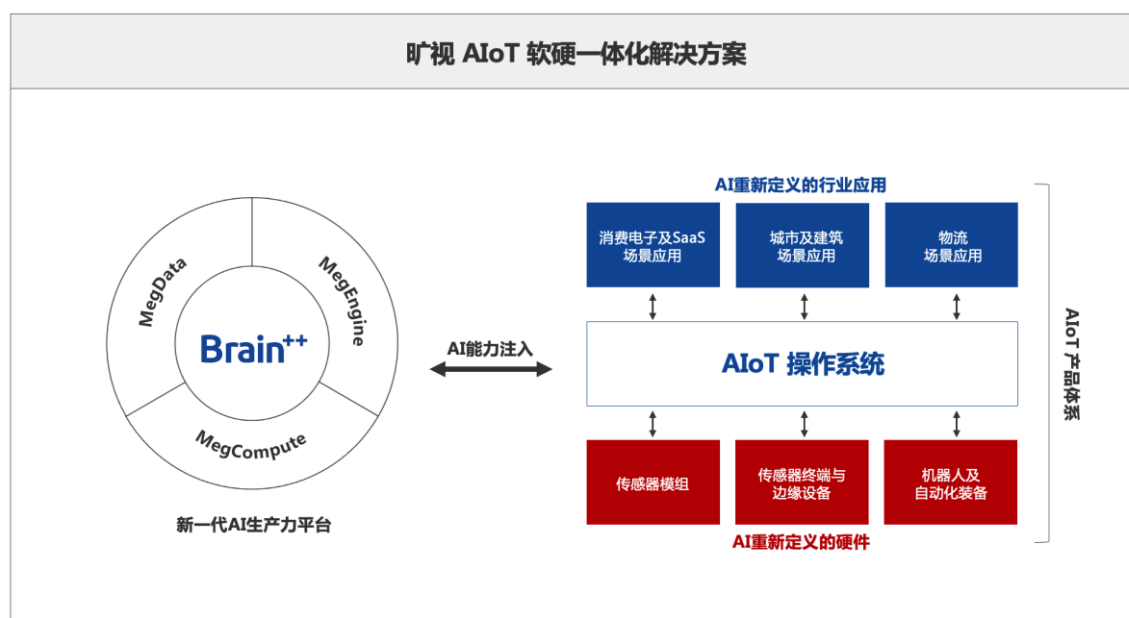 旷视 AIoT 软硬一体化解决方案
MegData
MegEngine
Brain++
MegCompute
新一代AI生产力平台
AI能力注入
AI重新定义的行业应用
消费电子及SaaS
场景应用
城市及建筑
场景应用
物流
场景应用
AIoT 操作系统
传感器模组
传感器终端与
边缘设备
机器人及
自动化装备
AI重新定义的硬件
AIoT 产品体系